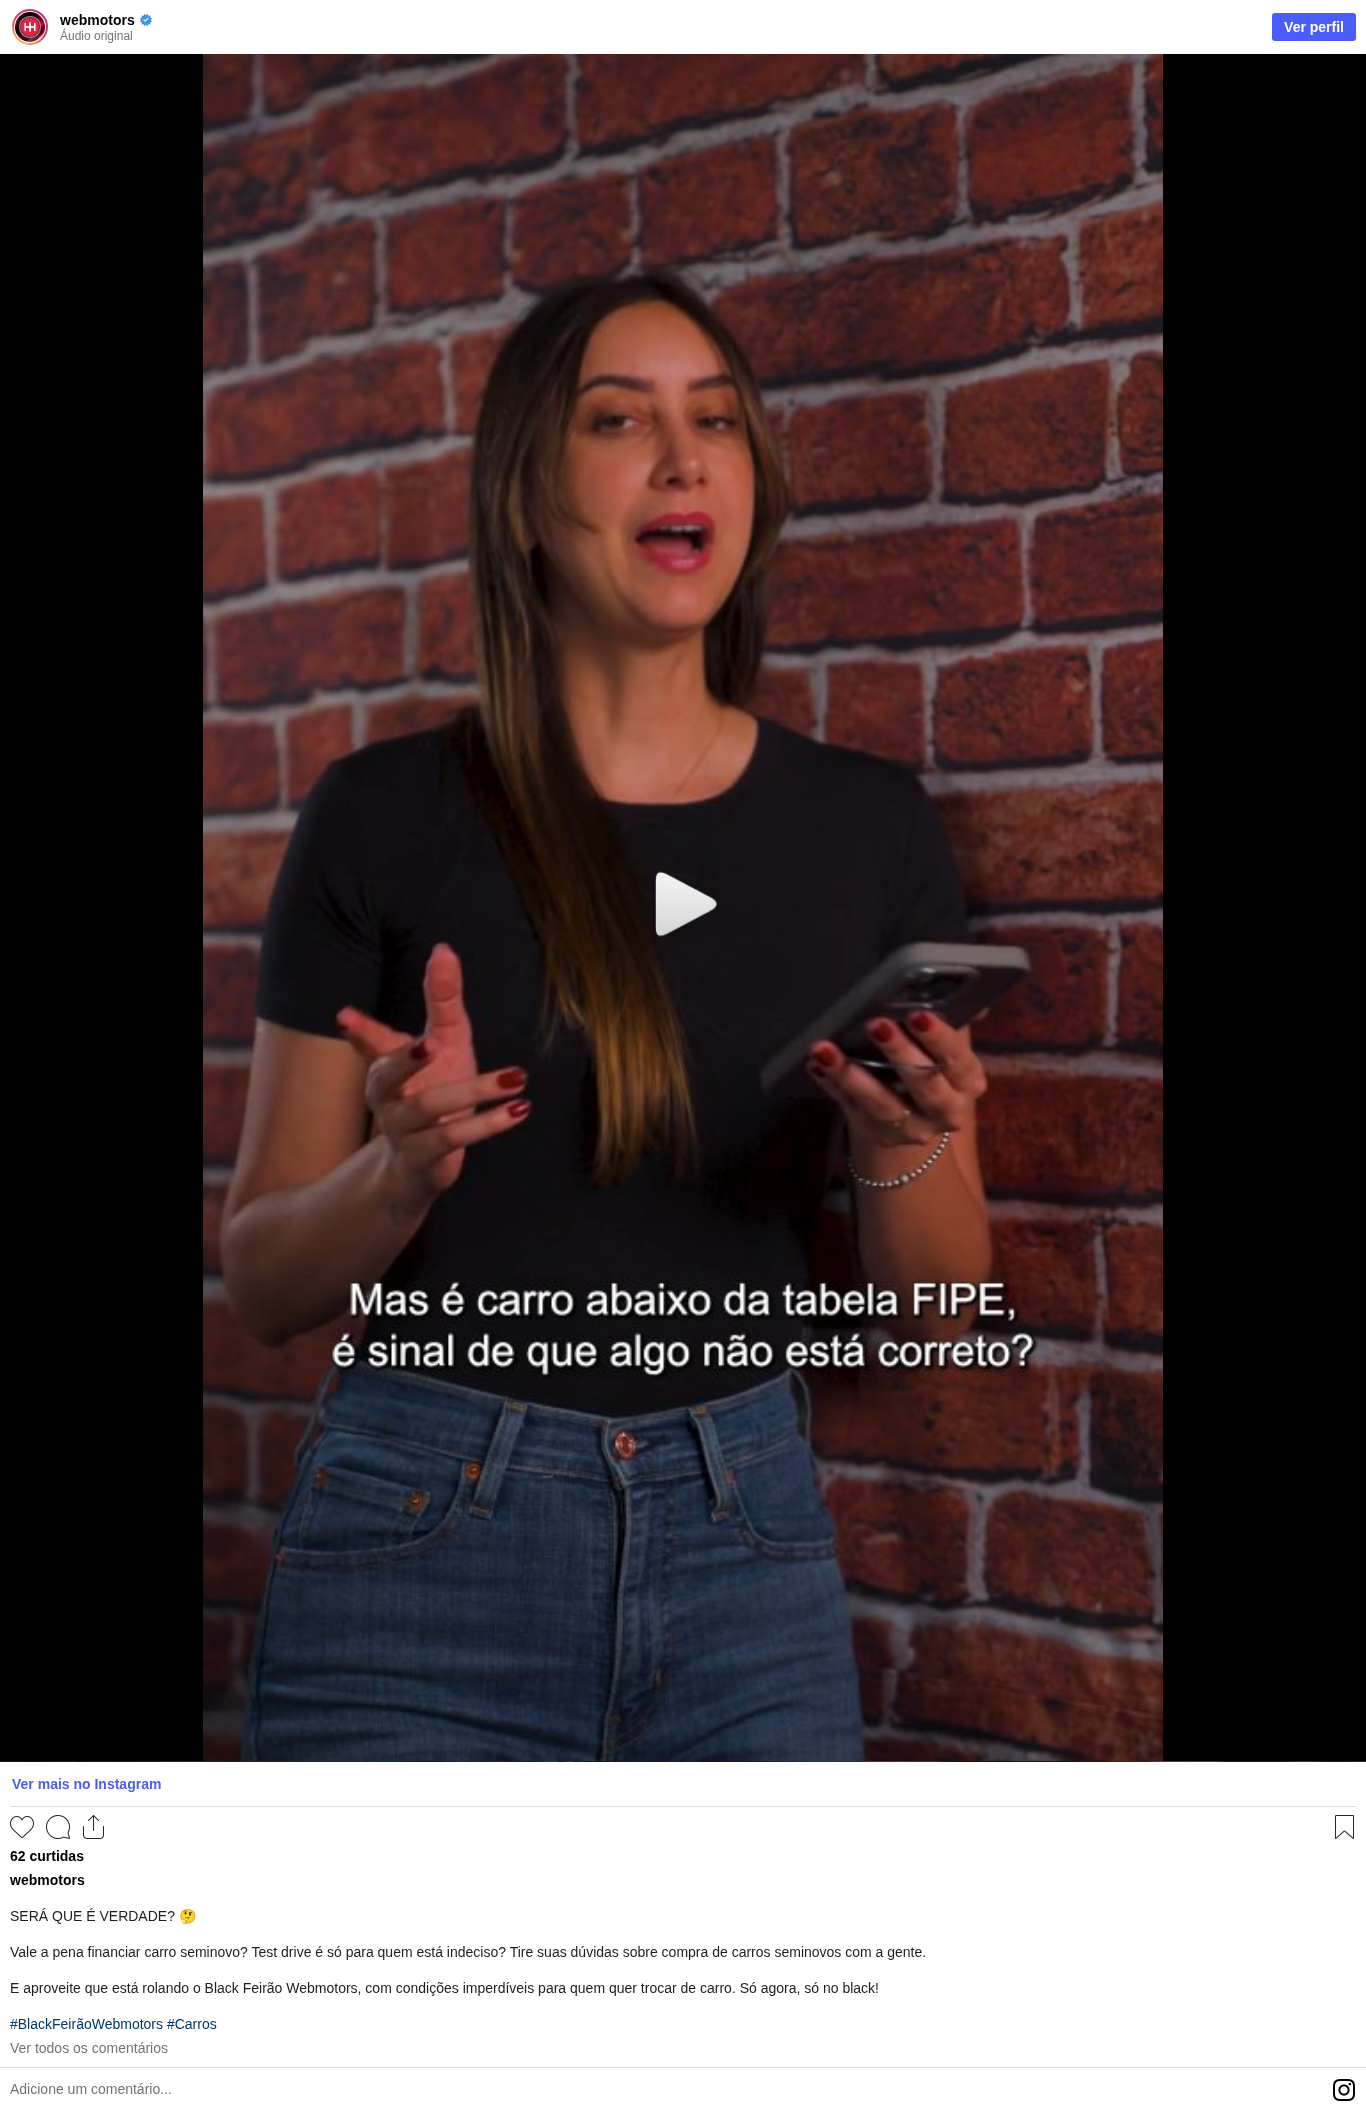 webmotors
Áudio original
Ver perfil
Mas é carro abaixo da tabela FIPE,
é sinal de que algo não está correto?
Ver mais no Instagram
62 curtidas
webmotors
SERÁ QUE É VERDADE? 🤔
Vale a pena financiar carro seminovo? Test drive é só para quem está indeciso? Tire suas dúvidas sobre compra de carros seminovos com a gente.
E aproveite que está rolando o Black Feirão Webmotors, com condições imperdíveis para quem quer trocar de carro. Só agora, só no black!
#BlackFeirãoWebmotors #Carros
Ver todos os comentários
Adicione um comentário...